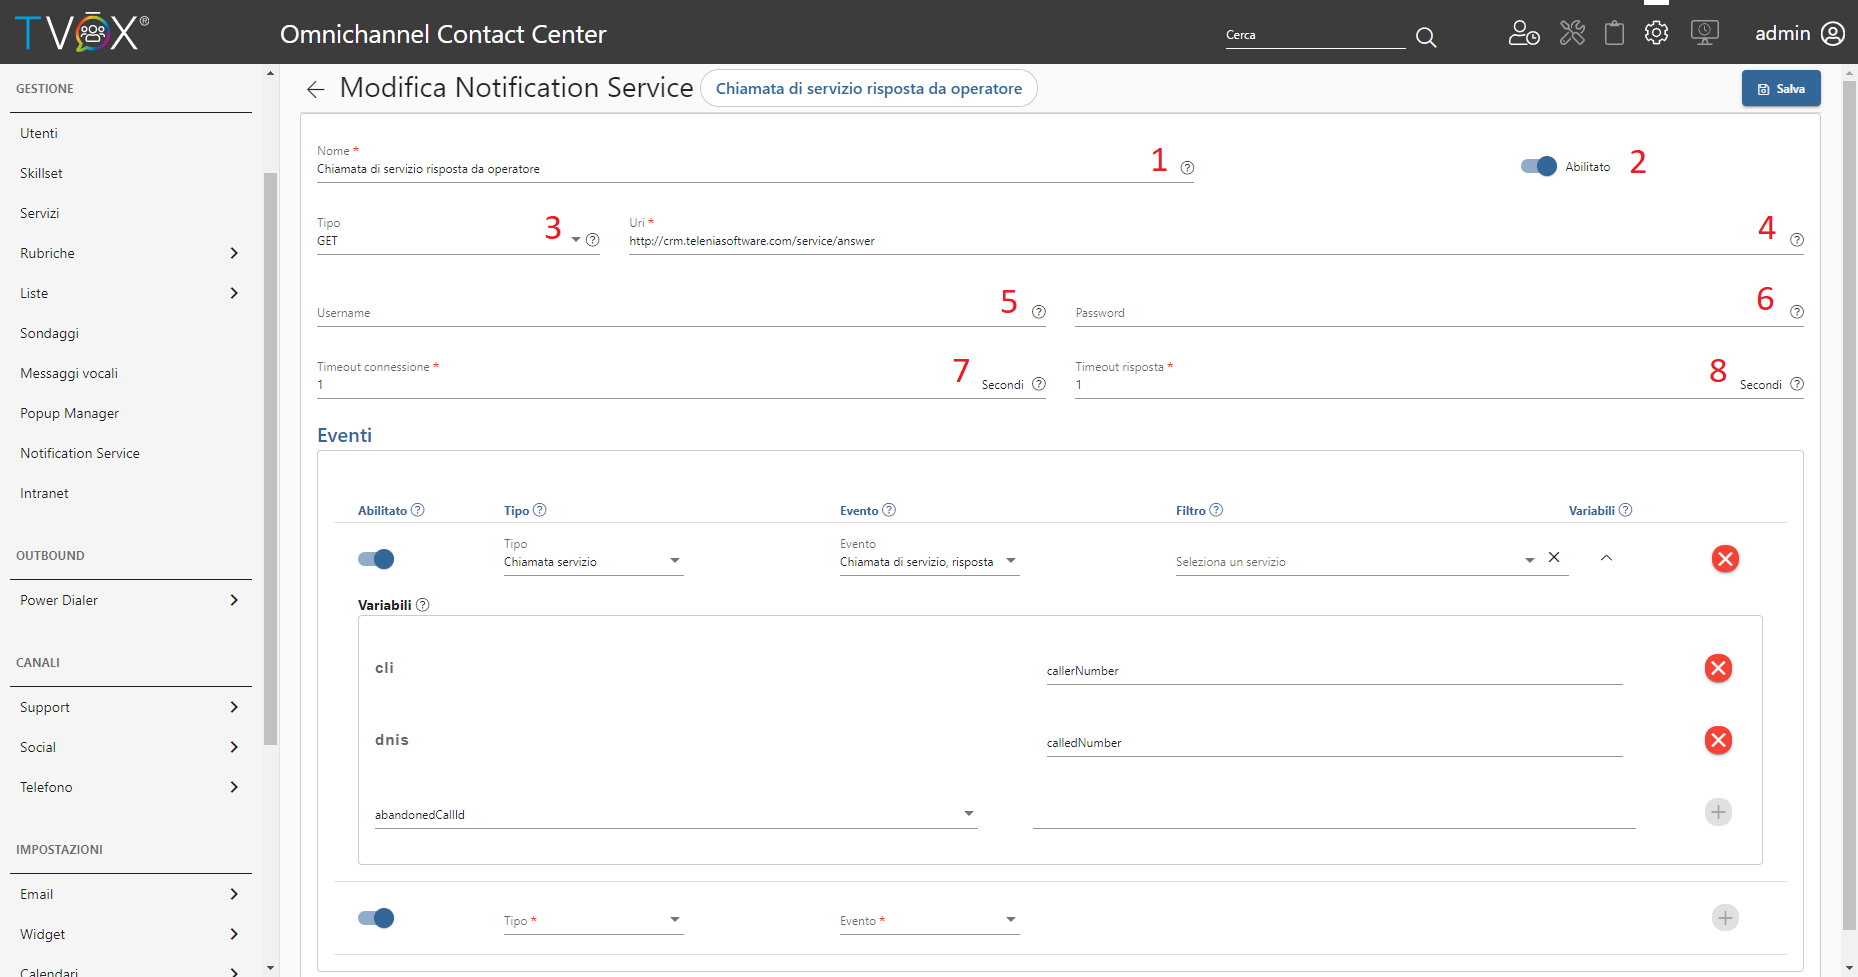 TVOX®
Omnichannel Contact Center
Cerca
admin
GESTIONE
Utenti
Skillset
Servizi
Rubriche
Liste
Sondaggi
Messaggi vocali
Popup Manager
Notification Service
Intranet
OUTBOUND
Power Dialer
CANALI
Support
Social
Telefono
IMPOSTAZIONI
Email
Widget
Calendari
Modifica Notification Service
Chiamata di servizio risposta da operatore
Salva
Nome *
Chiamata di servizio risposta da operatore
1
Abilitato
2
Tipo
GET
3
Uri *
http://crm.teleniasoftware.com/service/answer
4
Username
5
Password
6
Timeout connessione *
1
7
Secondi
Timeout risposta *
1
8
Secondi
Eventi
Abilitato
Tipo
Evento
Filtro
Variabili
Tipo
Chiamata servizio
Evento
Chiamata di servizio, risposta
Seleziona un servizio
Variabili
cli
callerNumber
dnis
calledNumber
abandonedCallId
Tipo *
Evento *